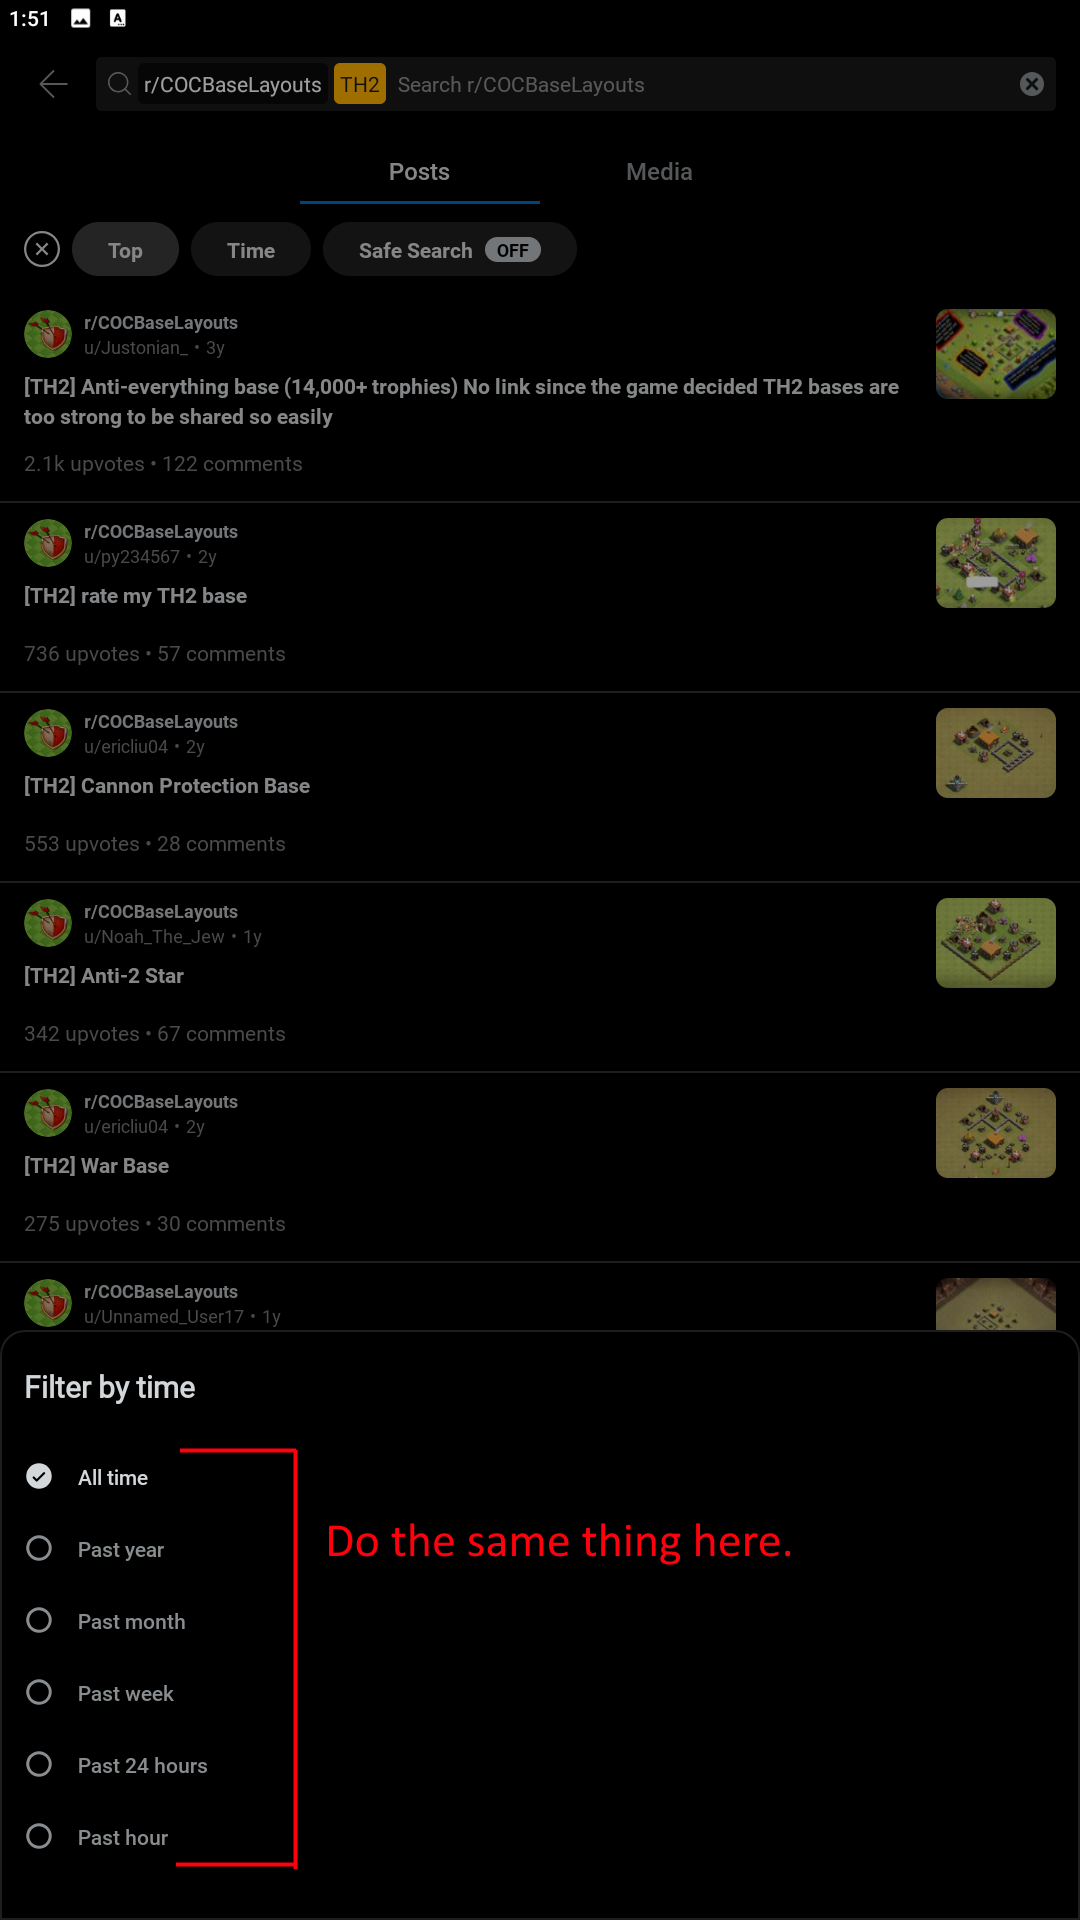 1:51
r/COCBaseLayouts TH2 Search r/COCBaseLayouts
Posts Media
Top Time Safe Search OFF
r/COCBaseLayouts
u/Justonian_ • 3y
[TH2] Anti-everything base (14,000+ trophies) No link since the game decided TH2 bases are
too strong to be shared so easily
2.1k upvotes • 122 comments
r/COCBaseLayouts
u/py234567 • 2y
[TH2] rate my TH2 base
736 upvotes • 57 comments
r/COCBaseLayouts
u/ericliu04 • 2y
[TH2] Cannon Protection Base
553 upvotes • 28 comments
r/COCBaseLayouts
u/Noah_The_Jew • 1y
[TH2] Anti-2 Star
342 upvotes • 67 comments
r/COCBaseLayouts
u/ericliu04 • 2y
[TH2] War Base
275 upvotes • 30 comments
r/COCBaseLayouts
u/Unnamed_User17 • 1y
Filter by time
All time
Do the same thing here.
Past year
Past month
Past week
Past 24 hours
Past hour